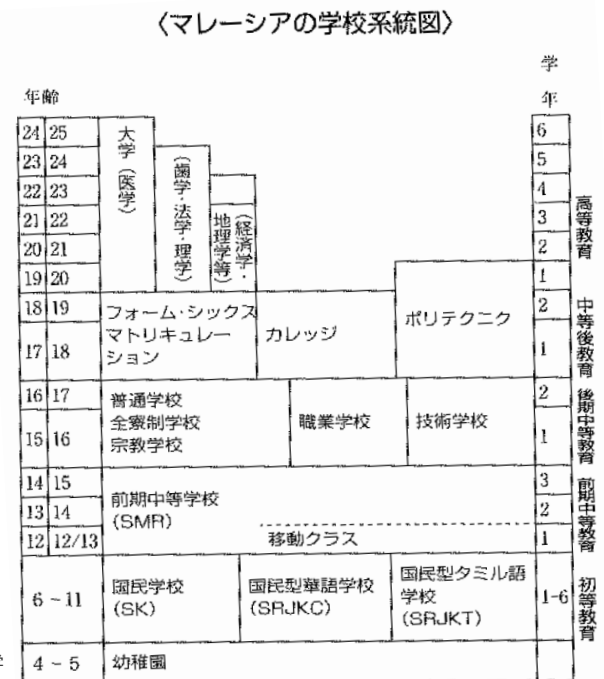 〈マレーシアの学校系統図〉
学
年齢 年
24 25 大学(医学) 6
23 24 (歯学・法学・理学) 5
22 23 4
21 22 (経済学・地理学等) 3 高等教育
20 21 2
19 20 1
18 19 フォーム・シックス カレッジ ポリテクニク 2 中等後教育
マトリキュレー
17 18 ション 1
16 17 普通学校 職業学校 技術学校 2 後期中等教育
全寮制学校
15 16 宗教学校 1
14 15 前期中等学校 3 前期中等教育
13 14 (SMR) 2
12 12/13 移動クラス 1
6~11 国民学校 国民型華語学校 国民型タミル語 1-6 初等教育
(SK) (SRJKC) 学校
(SRJKT)
4~5 幼稚園